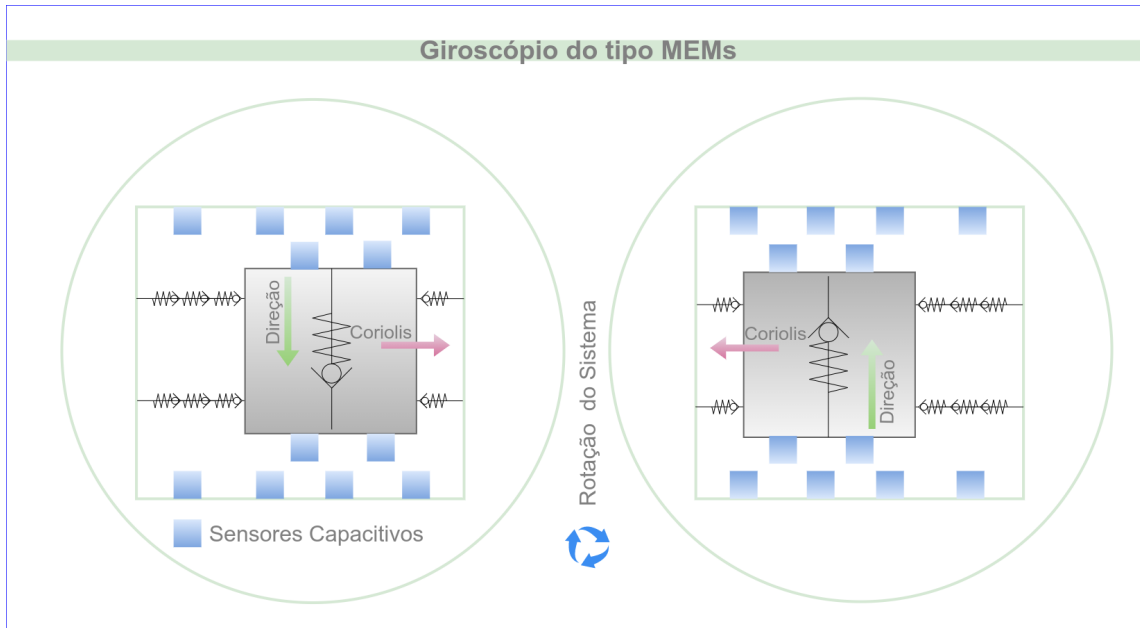 Giroscópio do tipo MEMs
Direção
Coriolis
Rotação do Sistema
Coriolis
Direção
Sensores Capacitivos